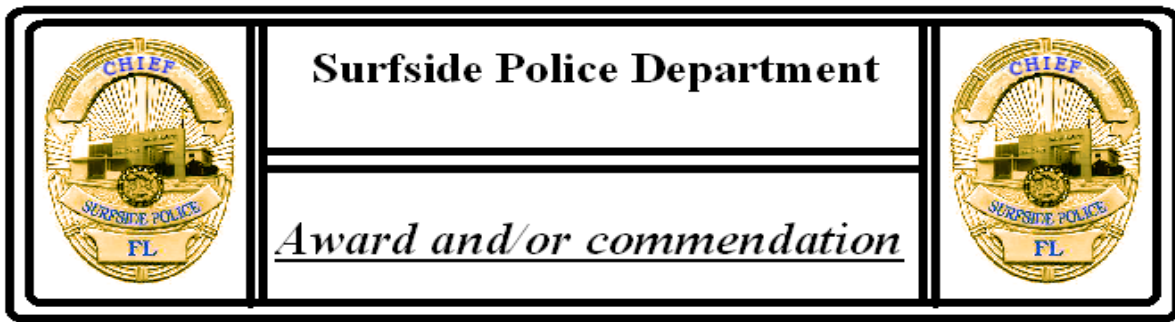 CHIEF
SURFSIDE POLICE
FL
Surfside Police Department
Award and/or commendation
CHIEF
SURFSIDE POLICE
FL